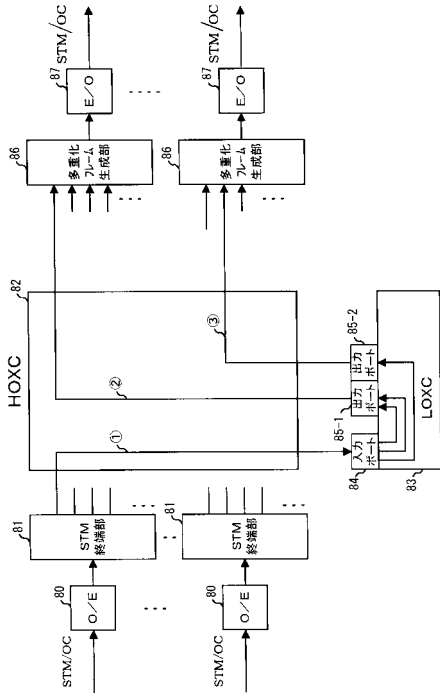 STM/OC
80
O/E
81
STM
終端部
HOXC
82
①
②
③
86
多重化
フレーム
生成部
87
E/O
STM/OC
STM/OC
80
O/E
81
STM
終端部
86
多重化
フレーム
生成部
87
E/O
STM/OC
84
入力
ポート
85-1
出力
ポート
85-2
出力
ポート
LOXC
83